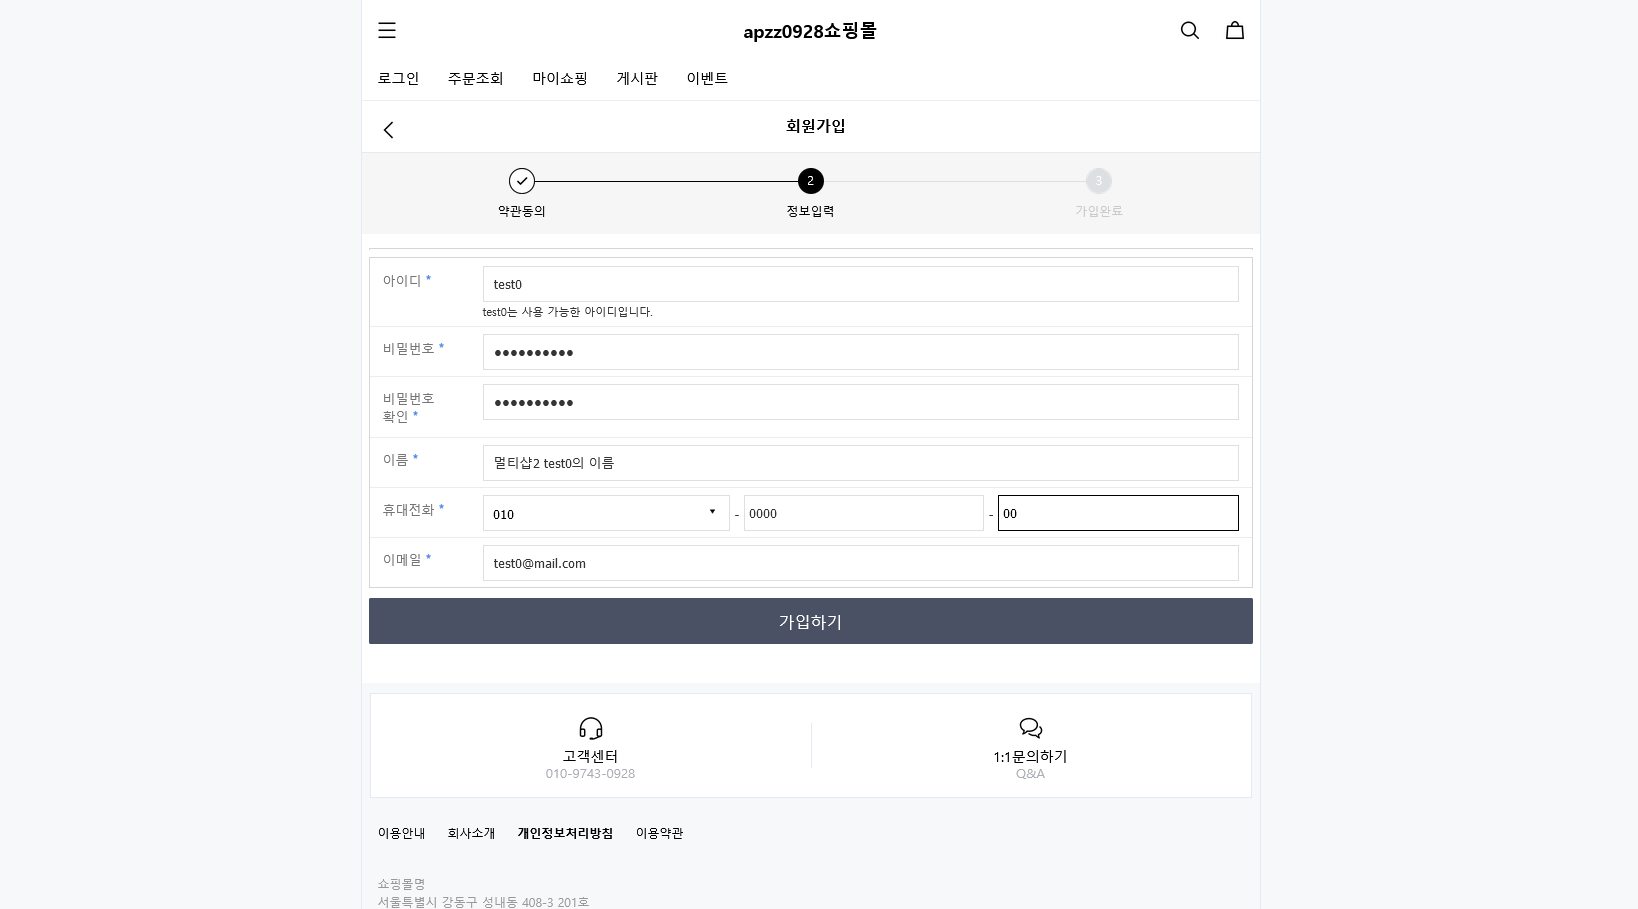 apzz0928쇼핑몰
로그인 주문조회 마이쇼핑 게시판 이벤트
회원가입
2 3
약관동의 정보입력 가입완료
아이디 * test0
test0는 사용 가능한 아이디입니다.
비밀번호 * ●●●●●●●●●●
비밀번호
확인 * ●●●●●●●●●●
이름 * 멀티샵2 test0의 이름
휴대전화 * 010 - 0000 - 00
이메일 * test0@mail.com
가입하기
고객센터 1:1문의하기
010-9743-0928 Q&A
이용안내 회사소개 개인정보처리방침 이용약관
쇼핑몰명
서울특별시 강동구 성내동 408-3 201호